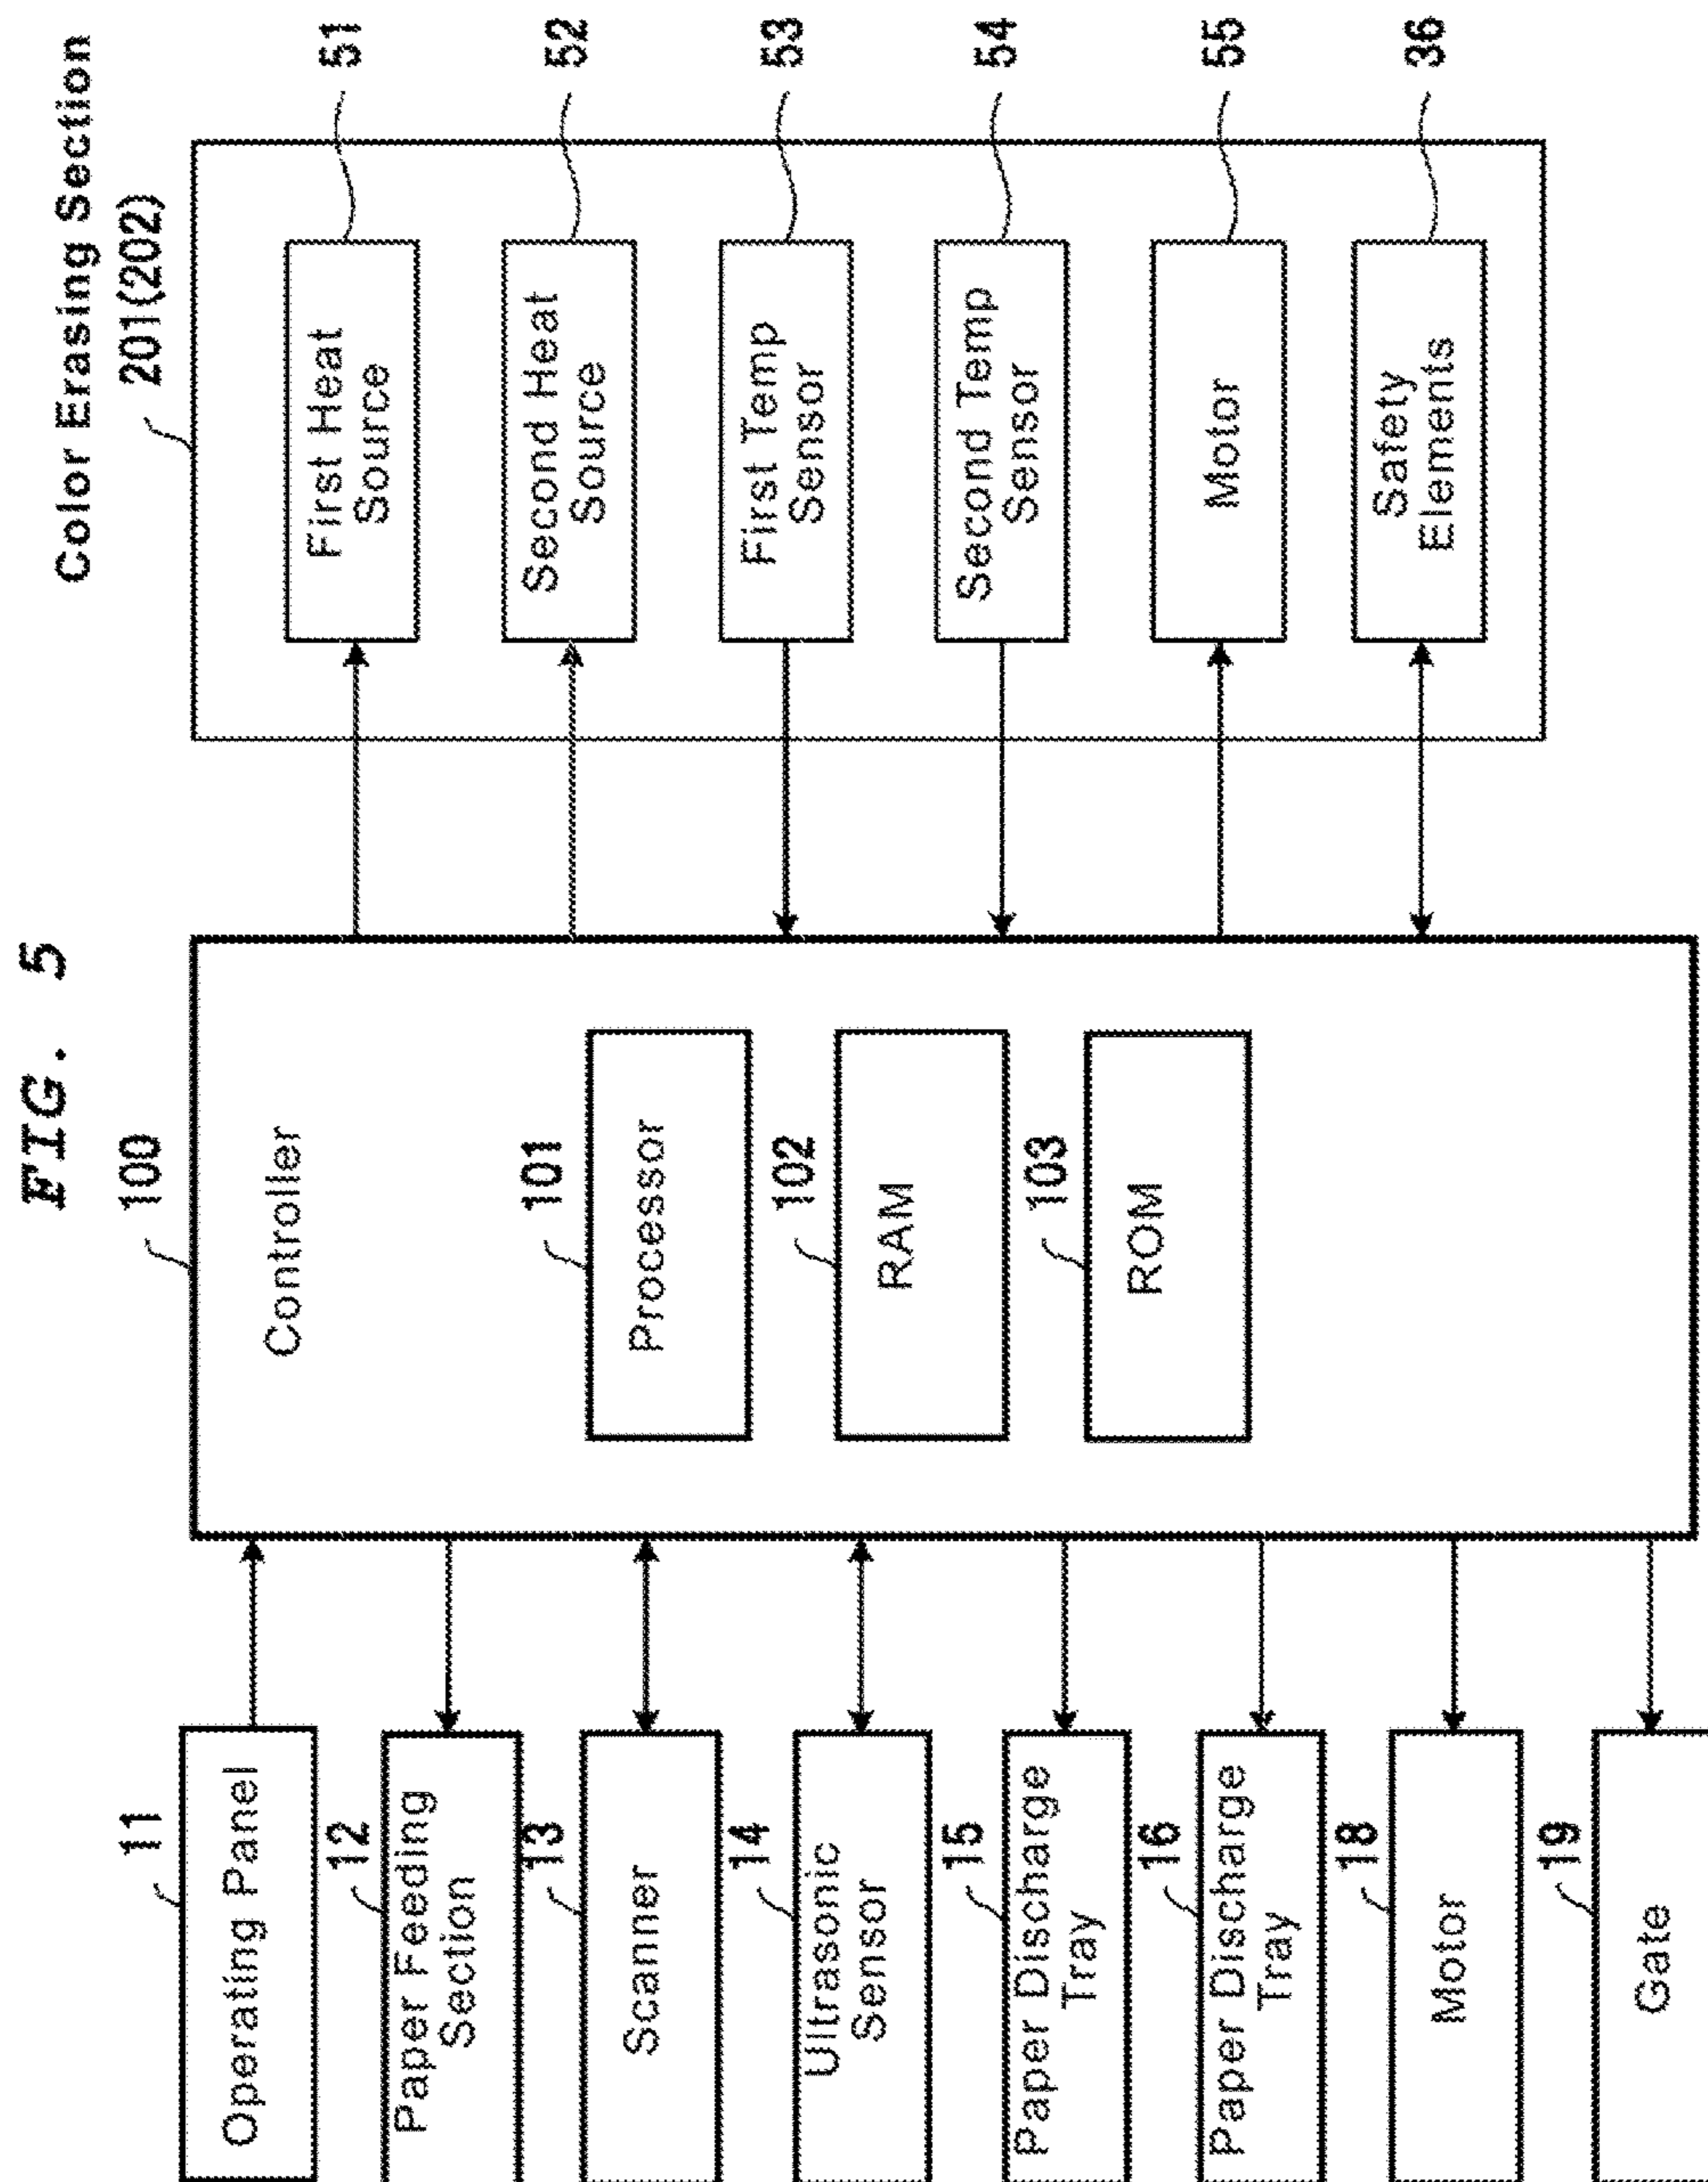 FIG. 5
11
Operating Panel
12
Paper Feeding
Section
13
Scanner
14
Ultrasonic
Sensor
15
Paper Discharge
Tray
16
Paper Discharge
Tray
18
Motor
19
Gate
100
Controller
101
Processor
102
RAM
103
ROM
Color Erasing Section
201(202)
First Heat
Source
51
Second Heat
Source
52
First Temp
Sensor
53
Second Temp
Sensor
54
Motor
55
Safety
Elements
36